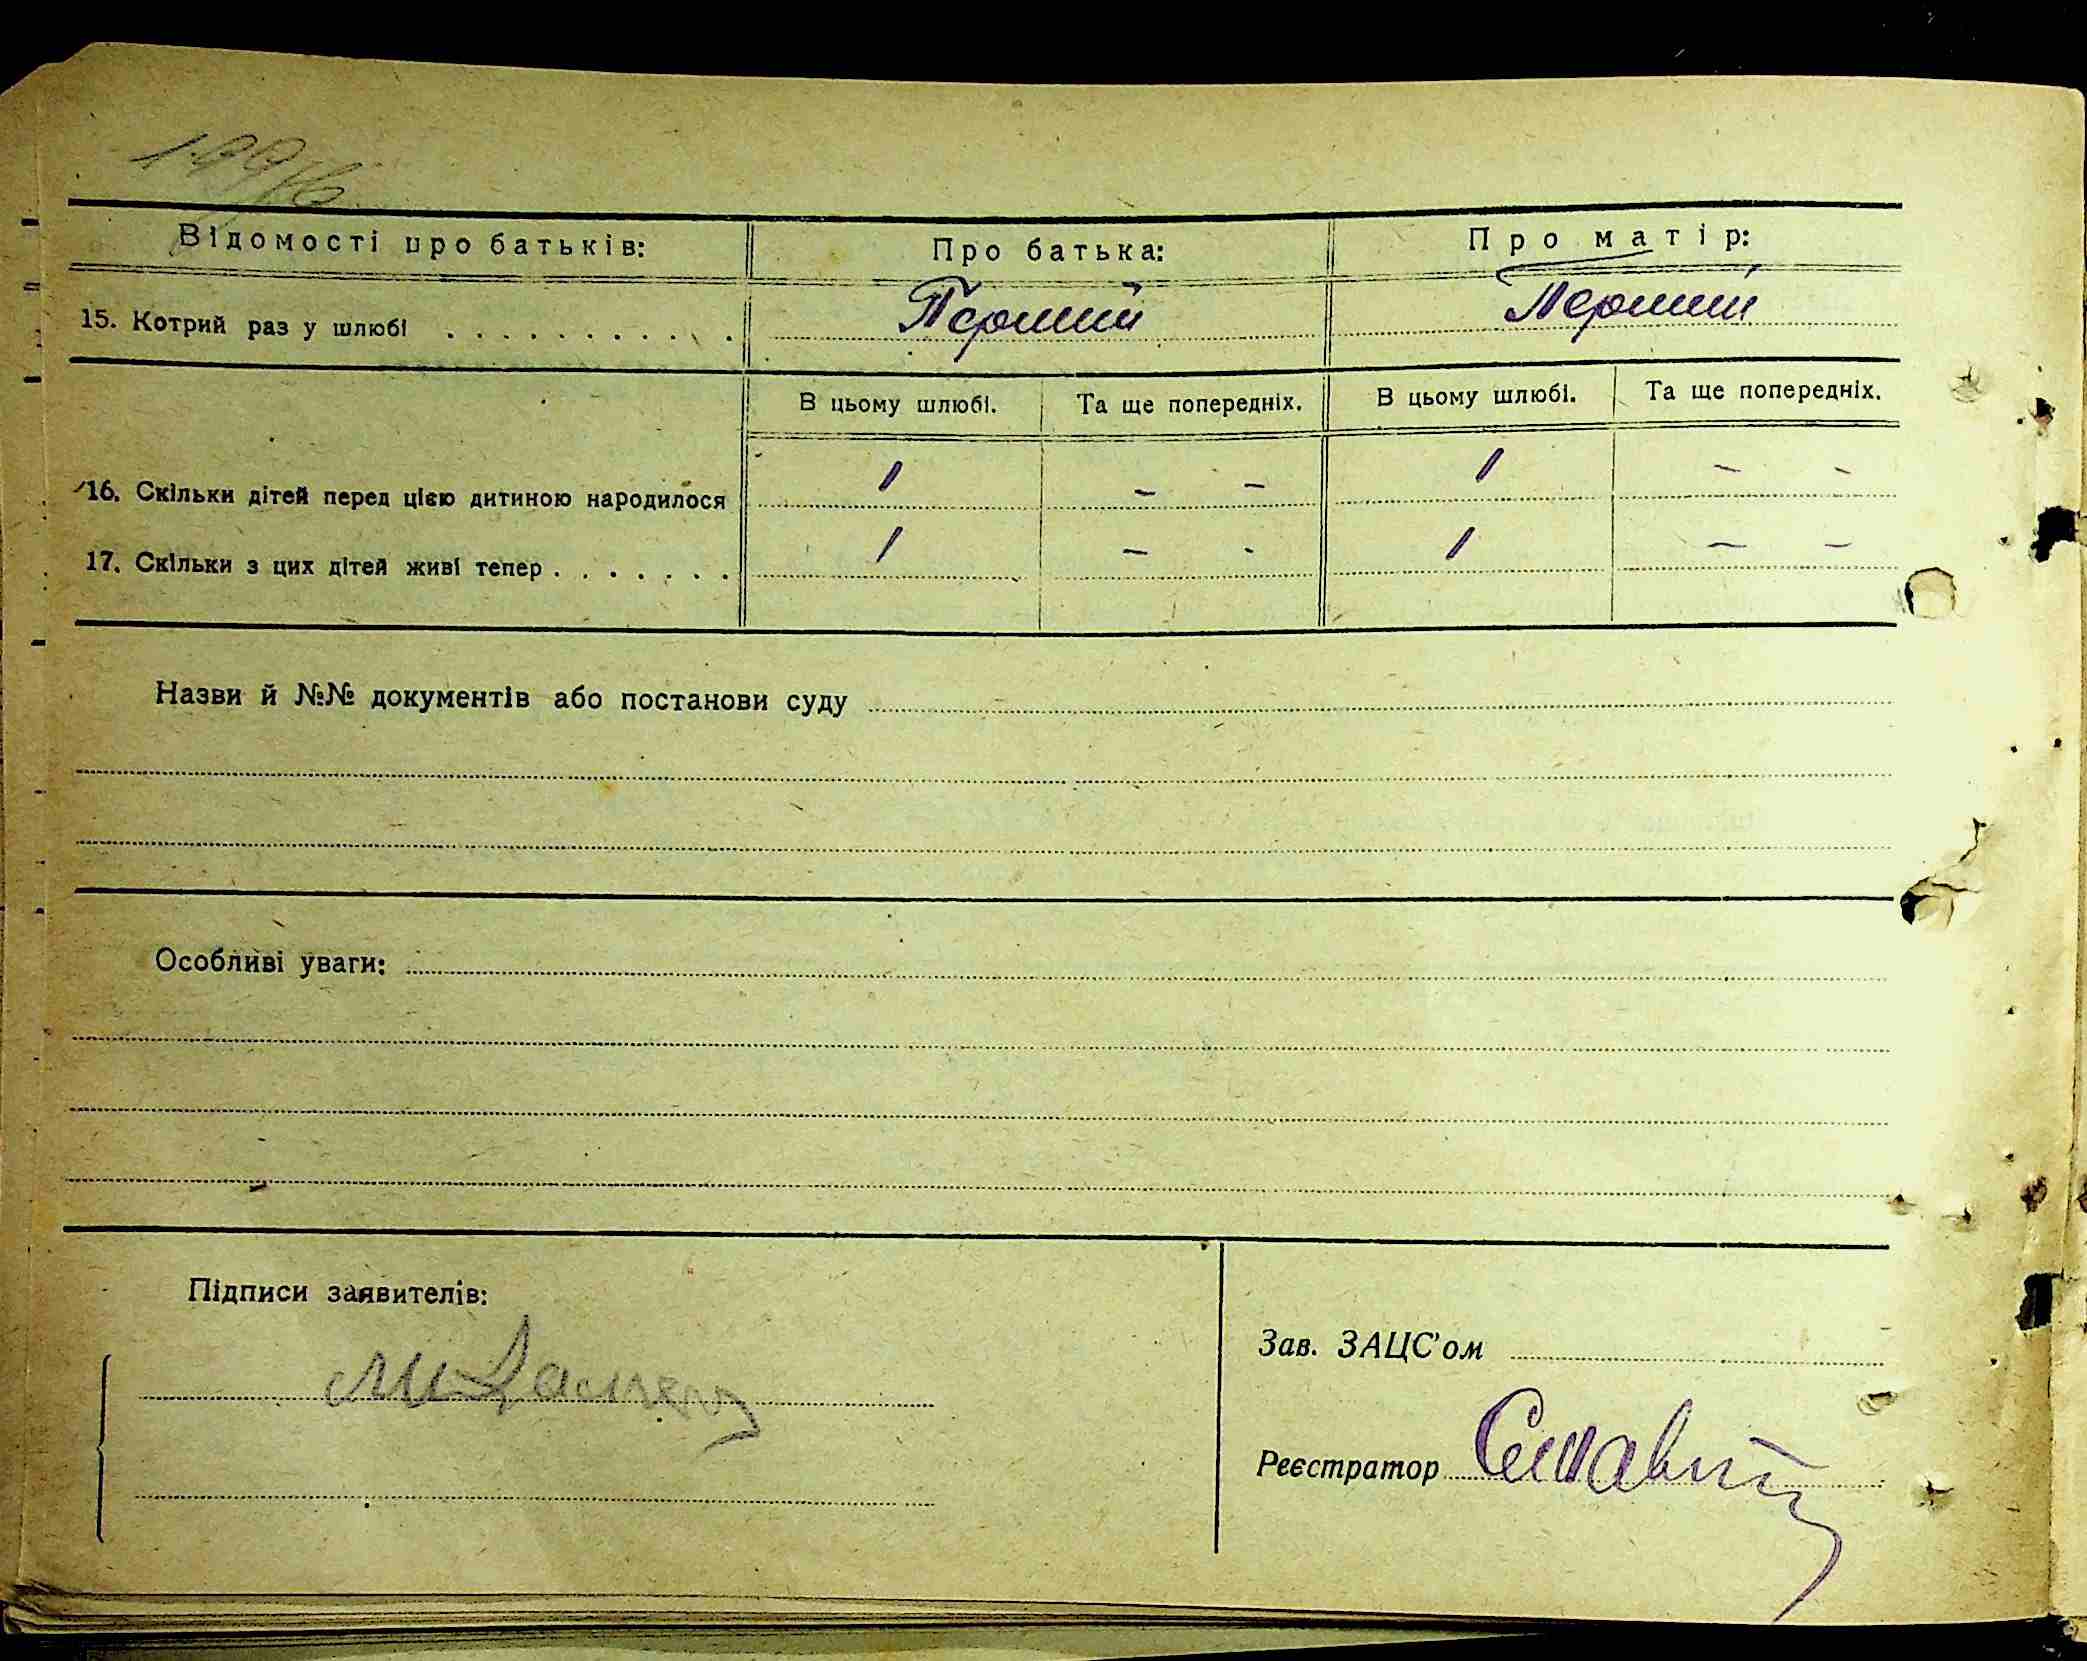 Відомості про батьків: Про батька: Про матір:
15. Котрий раз у шлюбі . . . . . . . . . . . Перший Перший
В цьому шлюбі. Та ще попередніх. В цьому шлюбі. Та ще попередніх.
16. Скільки дітей перед цією дитиною народилося 1 – – 1 – –
17. Скільки з цих дітей живі тепер . . . . . . . 1 – - 1 – –
Назви й №№ документів або постанови суду
Особливі уваги:
Підписи заявителів:
Зав. ЗАЦС'ом
Реєстратор